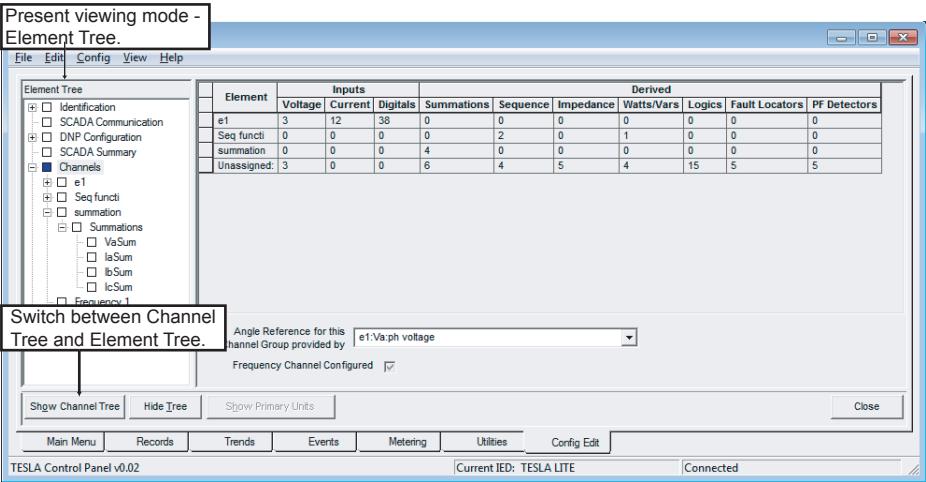 Present viewing mode -
Element Tree.
File Edit Config View Help
Element Tree
Identification
SCADA Communication
DNP Configuration
SCADA Summary
Channels
e1
Seq functi
summation
Summations
VaSum
IaSum
IbSum
IcSum
Frequency 1
Element Inputs Derived
Voltage Current Digitals Summations Sequence Impedance Watts/Vars Logics Fault Locators PF Detectors
e1 3 12 38 0 0 0 0 0 0 0
Seq functi 0 0 0 0 2 0 1 0 0 0
summation 0 0 0 4 0 0 0 0 0 0
Unassigned: 3 0 0 6 4 5 4 15 5 5
Switch between Channel
Tree and Element Tree.
Angle Reference for this
Channel Group provided by e1:Va:ph voltage
Frequency Channel Configured
Show Channel Tree Hide Tree Show Primary Units Close
Main Menu Records Trends Events Metering Utilities Config Edit
TESLA Control Panel v0.02 Current IED: TESLA LITE Connected